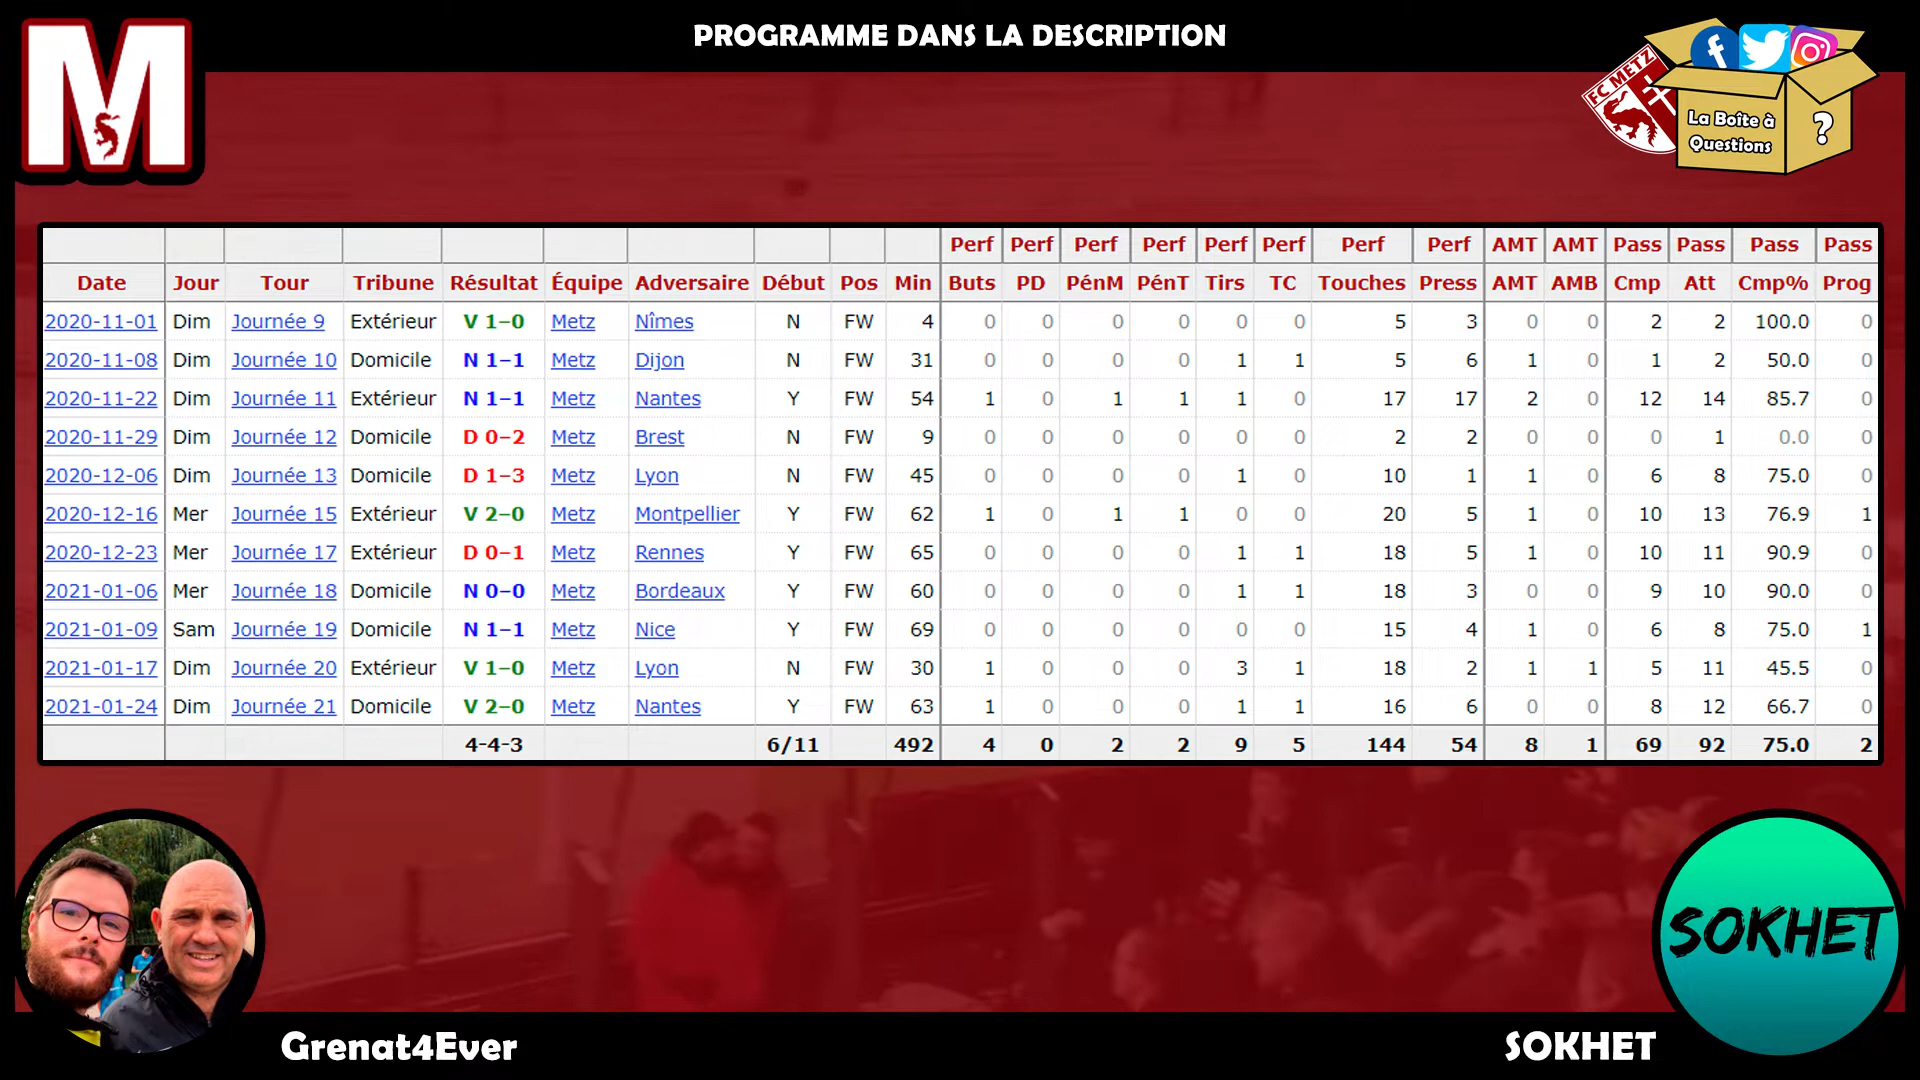 PROGRAMME DANS LA DESCRIPTION
M
FC METZ
La Boîte à
Questions
?
Perf Perf Perf Perf Perf Perf Perf Perf AMT AMT Pass Pass Pass Pass
Date Jour Tour Tribune Résultat Équipe Adversaire Début Pos Min Buts PD PénM PénT Tirs TC Touches Press AMT AMB Cmp Att Cmp% Prog
2020-11-01 Dim Journée 9 Extérieur V 1–0 Metz Nîmes N FW 4 0 0 0 0 0 0 5 3 0 0 2 2 100.0 0
2020-11-08 Dim Journée 10 Domicile N 1–1 Metz Dijon N FW 31 0 0 0 0 1 1 5 6 1 0 1 2 50.0 0
2020-11-22 Dim Journée 11 Extérieur N 1–1 Metz Nantes Y FW 54 1 0 1 1 1 0 17 17 2 0 12 14 85.7 0
2020-11-29 Dim Journée 12 Domicile D 0–2 Metz Brest N FW 9 0 0 0 0 0 0 2 2 0 0 0 1 0.0 0
2020-12-06 Dim Journée 13 Domicile D 1–3 Metz Lyon N FW 45 0 0 0 0 1 0 10 1 1 0 6 8 75.0 0
2020-12-16 Mer Journée 15 Extérieur V 2–0 Metz Montpellier Y FW 62 1 0 1 1 0 0 20 5 1 0 10 13 76.9 1
2020-12-23 Mer Journée 17 Extérieur D 0–1 Metz Rennes Y FW 65 0 0 0 0 1 1 18 5 1 0 10 11 90.9 0
2021-01-06 Mer Journée 18 Domicile N 0–0 Metz Bordeaux Y FW 60 0 0 0 0 1 1 18 3 0 0 9 10 90.0 0
2021-01-09 Sam Journée 19 Domicile N 1–1 Metz Nice Y FW 69 0 0 0 0 0 0 15 4 1 0 6 8 75.0 1
2021-01-17 Dim Journée 20 Extérieur V 1–0 Metz Lyon N FW 30 1 0 0 0 3 1 18 2 1 1 5 11 45.5 0
2021-01-24 Dim Journée 21 Domicile V 2–0 Metz Nantes Y FW 63 1 0 0 0 1 1 16 6 0 0 8 12 66.7 0
4-4-3 6/11 492 4 0 2 2 9 5 144 54 8 1 69 92 75.0 2
SOKHET
Grenat4Ever
SOKHET